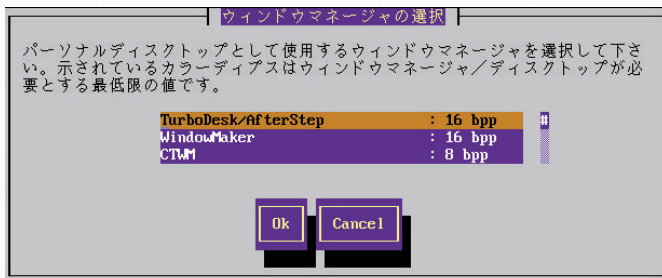 ウィンドウマネージャの選択
パーソナルディスクトップとして使用するウィンドウマネージャを選択して下さ
い。示されているカラーディプスはウィンドウマネージャ／ディスクトップが必
要とする最低限の値です。
TurboDesk/AfterStep : 16 bpp #
WindowMaker : 16 bpp
CTWM : 8 bpp
Ok Cancel